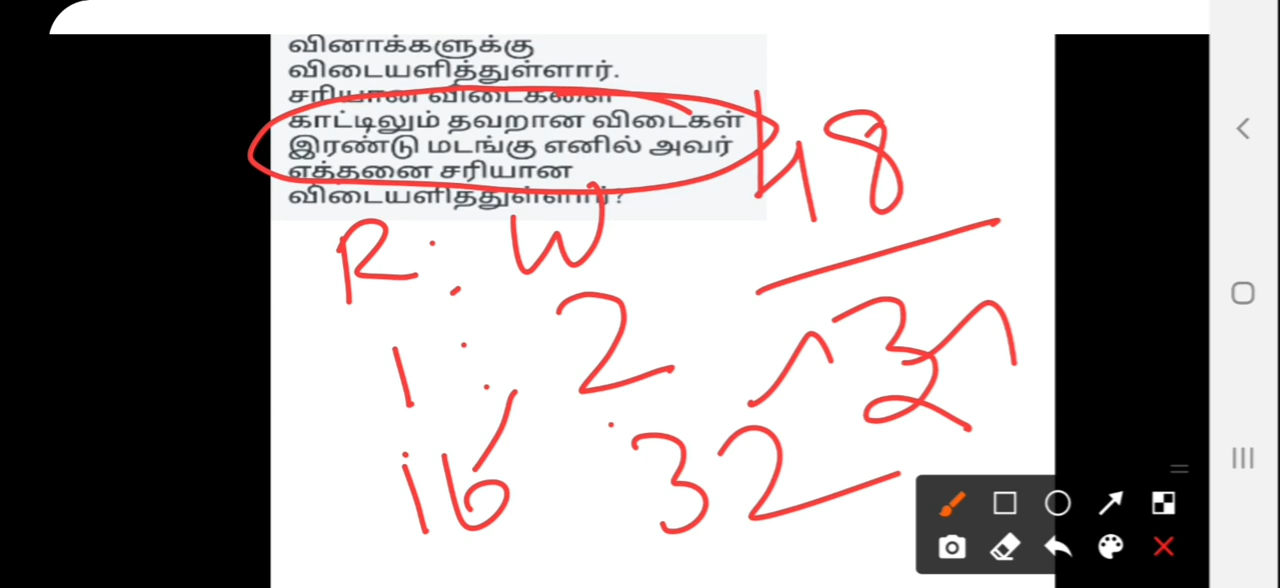 வினாக்களுக்கு
விடையளித்துள்ளார்.
சரியான விடைகளை
காட்டிலும் தவறான விடைகள்
இரண்டு மடங்கு எனில் அவர்
எத்தனை சரியான
விடையளித்துள்ளார்?
48
R : W
1 : 2
16 : 32